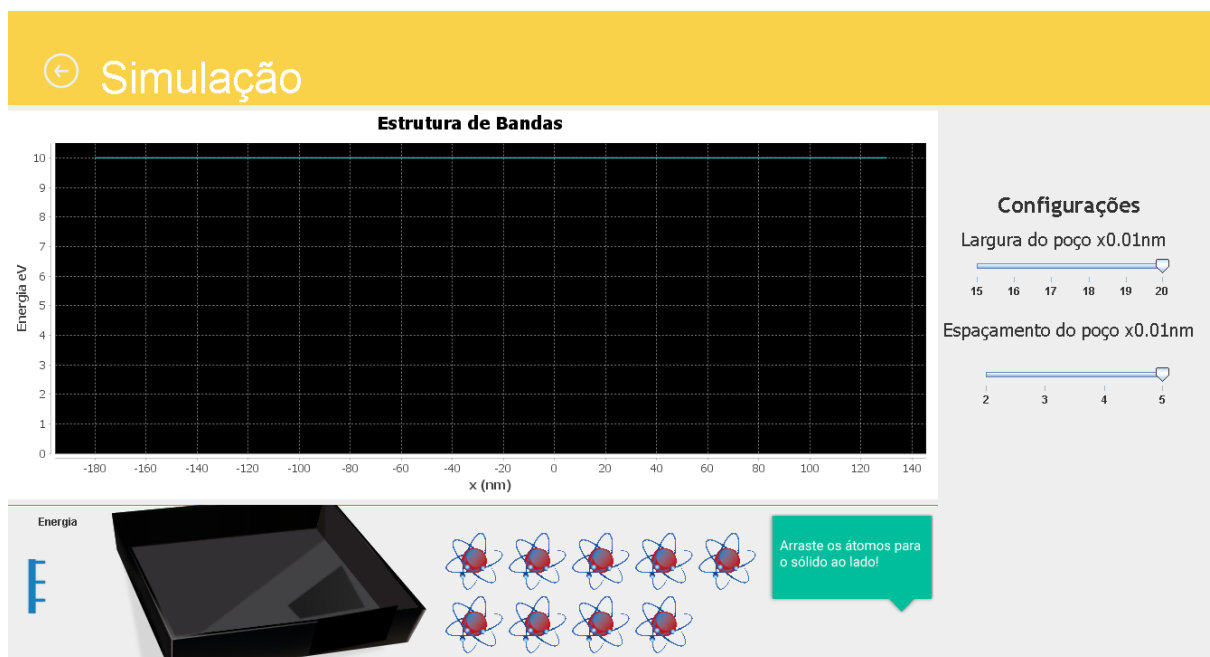 Simulação
Estrutura de Bandas
Energia eV
10
9
8
7
6
5
4
3
2
1
0
-180 -160 -140 -120 -100 -80 -60 -40 -20 0 20 40 60 80 100 120 140
x (nm)
Configurações
Largura do poço x0.01nm
15 16 17 18 19 20
Espaçamento do poço x0.01nm
2 3 4 5
Energia
Arraste os átomos para
o sólido ao lado!